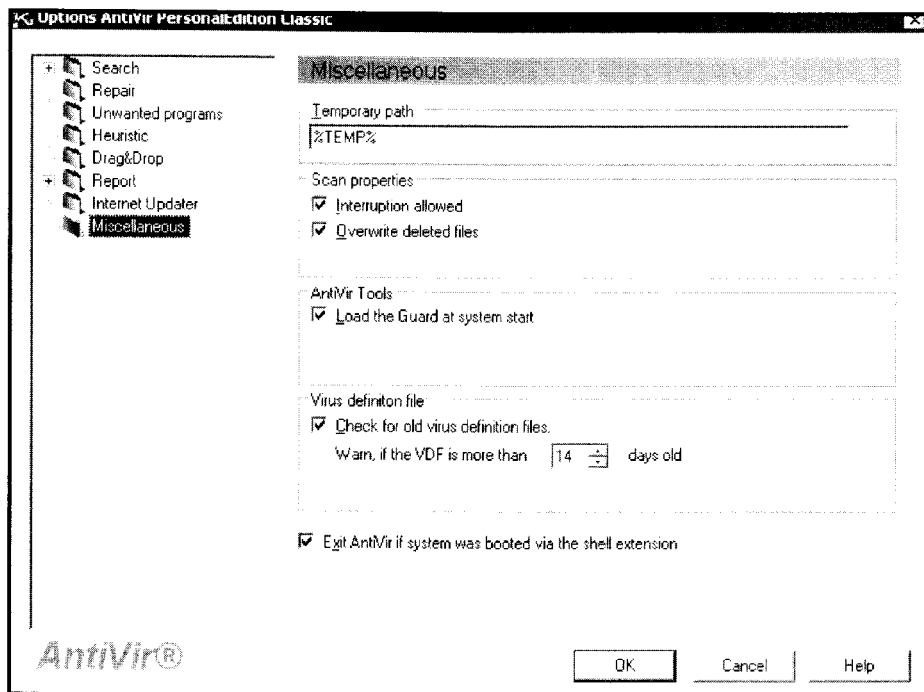 Options AntiVir PersonalEdition Classic
Search
Repair
Unwanted programs
Heuristic
Drag&Drop
Report
Internet Updater
Miscellaneous
Miscellaneous
Temporary path
%TEMP%
Scan properties
Interruption allowed
Overwrite deleted files
AntiVir Tools
Load the Guard at system start
Virus definiton file
Check for old virus definition files.
Warn, if the VDF is more than 14 days old
Exit AntiVir if system was booted via the shell extension
AntiVir®
OK Cancel Help